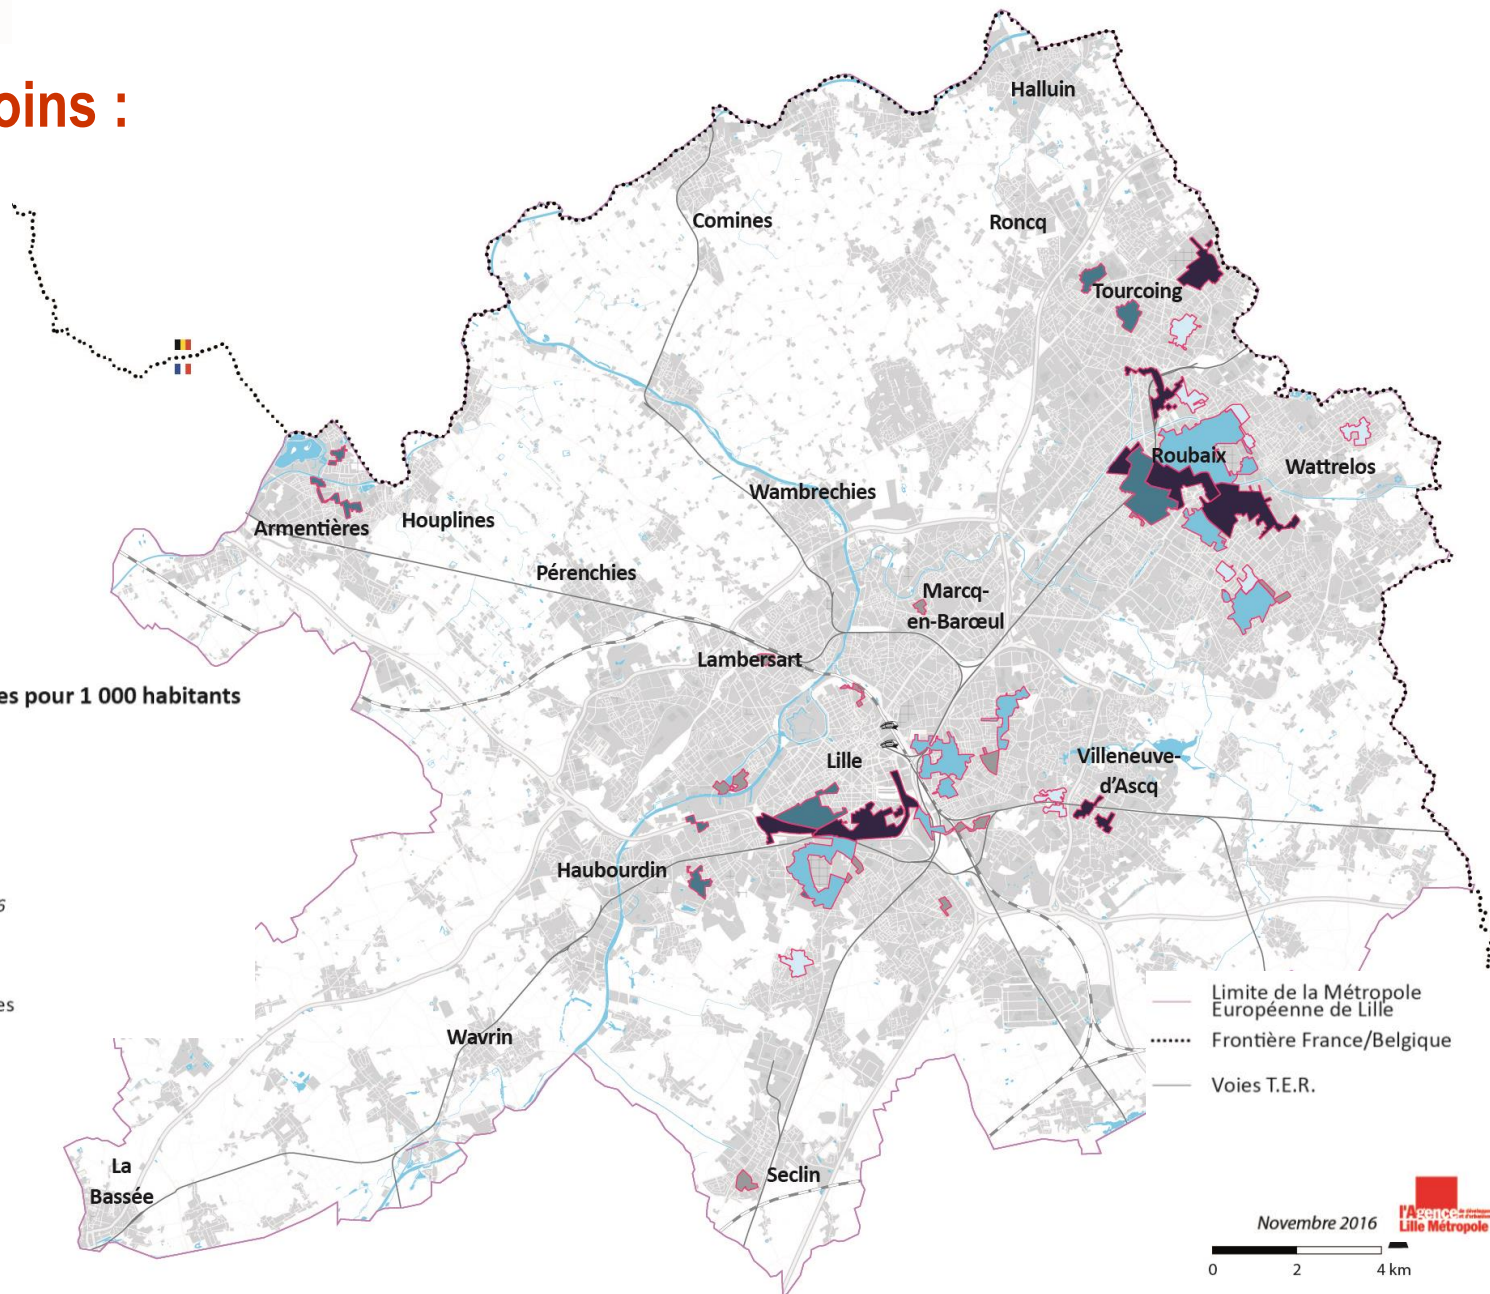 oins :
Halluin
Comines
Roncq
Tourcoing
Roubaix
Wattrelos
Wambrechies
Armentières
Houplines
Pérenchies
Marcq-
en-Barœul
Lambersart
es pour 1 000 habitants
Lille
Villeneuve-
d'Ascq
Haubourdin
6
es
Limite de la Métropole
Européenne de Lille
Frontière France/Belgique
Wavrin
Voies T.E.R.
La
Bassée
Seclin
Novembre 2016
l'Agence
Lille Métropole
0 2 4 km